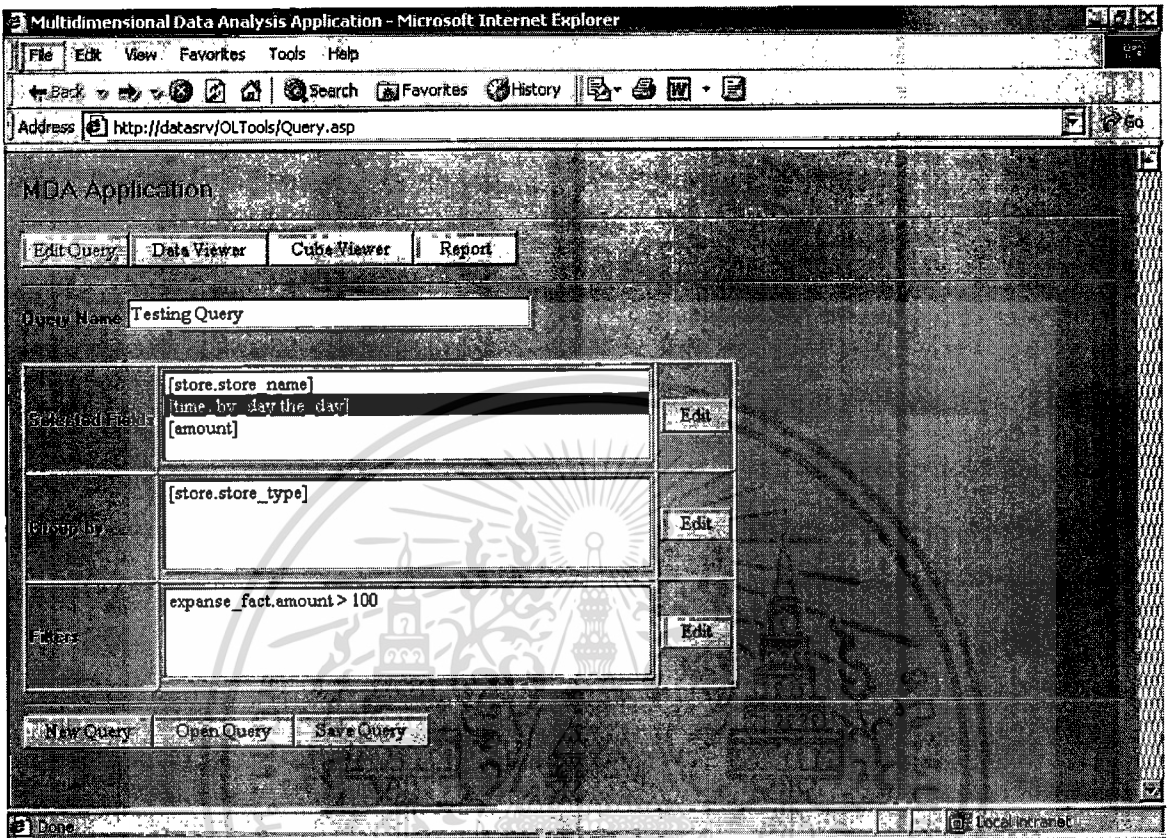 Multidimensional Data Analysis Application - Microsoft Internet Explorer
File Edit View Favorites Tools Help
Back Search Favorites History
Address http://datasrv/OLTools/Query.asp Go
MDA Application
Edit Query Data Viewer Cube Viewer Report
Query Name Testing Query
Selected Fields
[store.store_name]
[time_by_day.the_day]
[amount]
Edit
Group by
[store.store_type]
Edit
Filters
expanse_fact.amount > 100
Edit
New Query Open Query Save Query
Done Local intranet